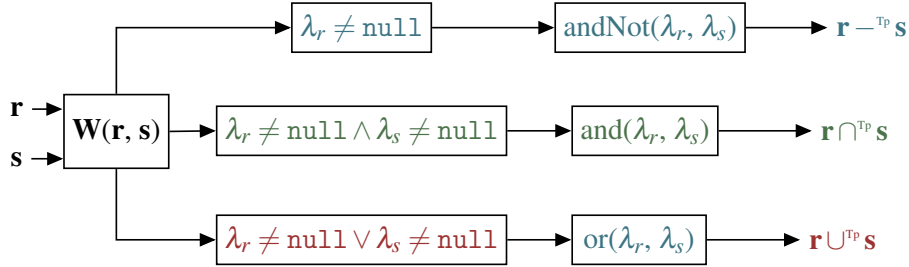 λr ≠ null andNot(λr, λs) r −ᵀᵖ s
r
W(r, s) λr ≠ null ∧ λs ≠ null and(λr, λs) r ∩ᵀᵖ s
s
λr ≠ null ∨ λs ≠ null or(λr, λs) r ∪ᵀᵖ s